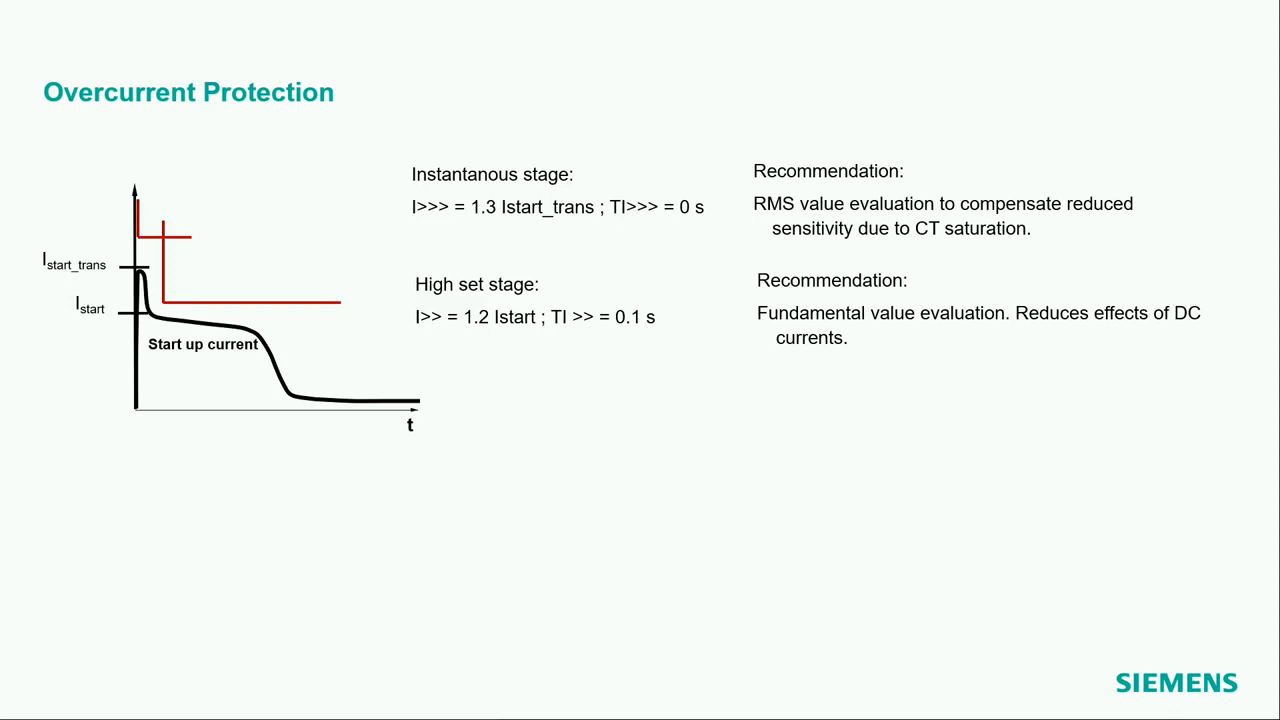 Overcurrent Protection
Instantanous stage:
I>>> = 1.3 Istart_trans ; TI>>> = 0 s
Recommendation:
RMS value evaluation to compensate reduced
sensitivity due to CT saturation.
High set stage:
I>> = 1.2 Istart ; TI >> = 0.1 s
Recommendation:
Fundamental value evaluation. Reduces effects of DC
currents.
Istart_trans
Istart
Start up current
t
SIEMENS